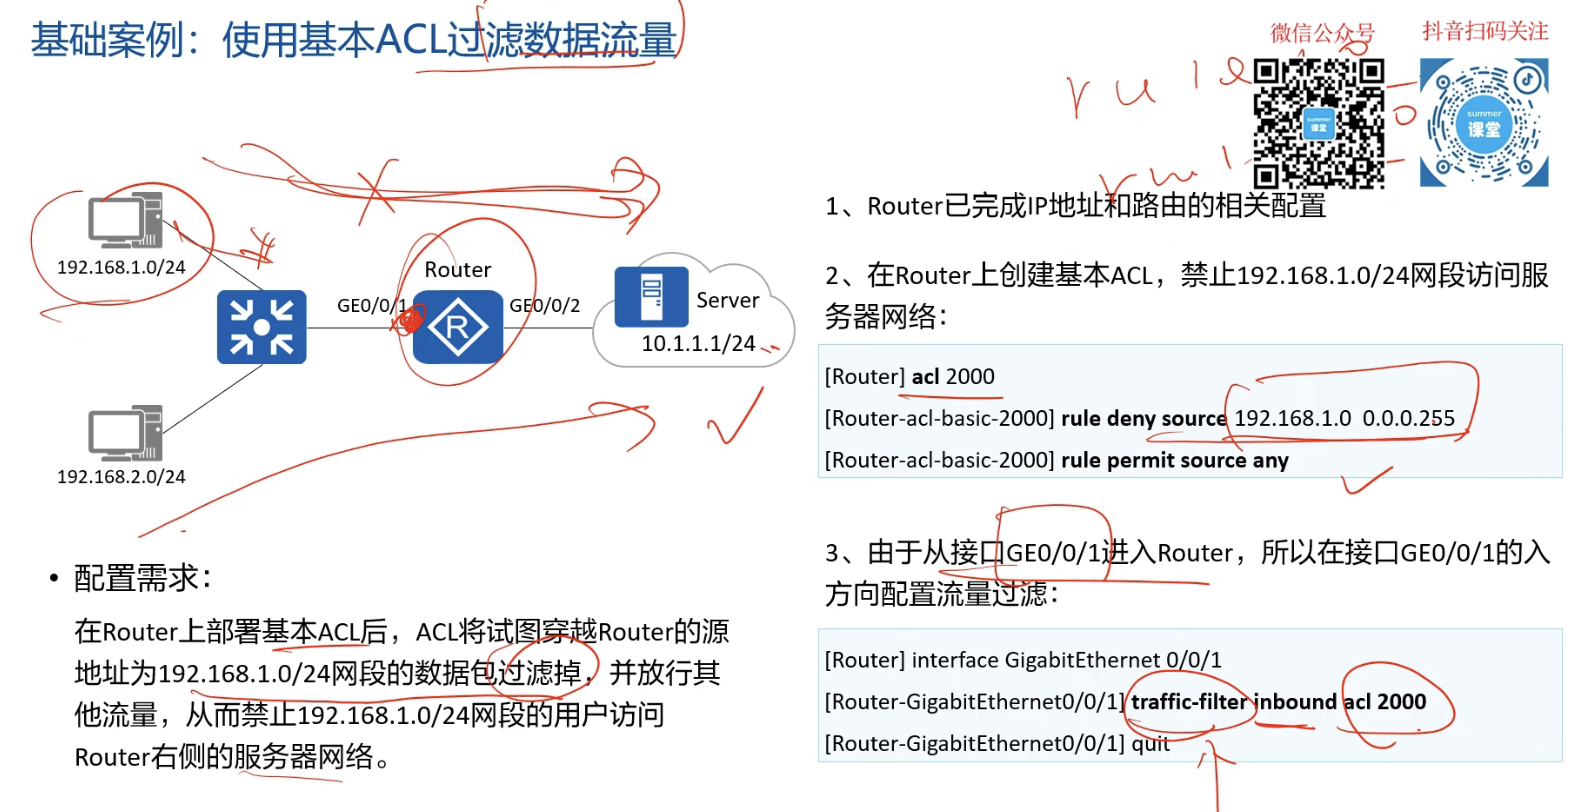 基础案例：使用基本ACL过滤数据流量
微信公众号
抖音扫码关注
rule
summer
课堂
summer
课堂
192.168.1.0/24
Router
GE0/0/1
GE0/0/2
Server
10.1.1.1/24
192.168.2.0/24
• 配置需求：
在Router上部署基本ACL后，ACL将试图穿越Router的源
地址为192.168.1.0/24网段的数据包过滤掉，并放行其
他流量，从而禁止192.168.1.0/24网段的用户访问
Router右侧的服务器网络。
1、Router已完成IP地址和路由的相关配置
2、在Router上创建基本ACL，禁止192.168.1.0/24网段访问服
务器网络：
[Router] acl 2000
[Router-acl-basic-2000] rule deny source 192.168.1.0 0.0.0.255
[Router-acl-basic-2000] rule permit source any
3、由于从接口GE0/0/1进入Router，所以在接口GE0/0/1的入
方向配置流量过滤：
[Router] interface GigabitEthernet 0/0/1
[Router-GigabitEthernet0/0/1] traffic-filter inbound acl 2000
[Router-GigabitEthernet0/0/1] quit